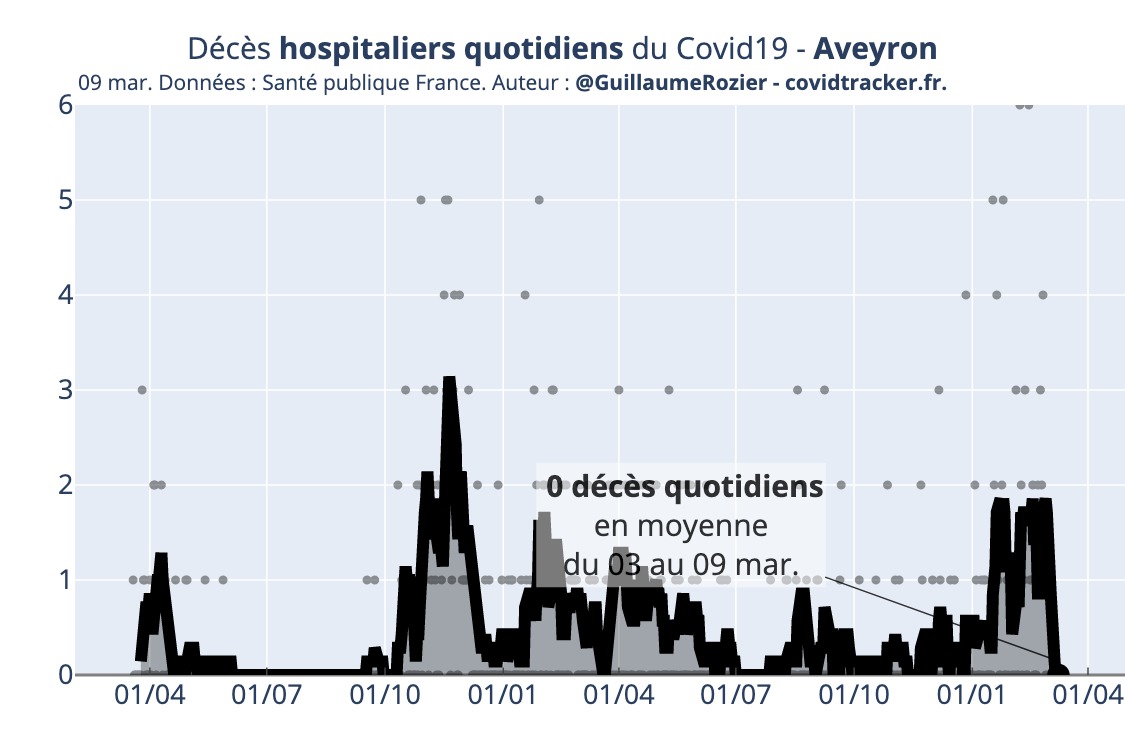 Décès hospitaliers quotidiens du Covid19 - Aveyron
09 mar. Données : Santé publique France. Auteur : @GuillaumeRozier - covidtracker.fr.
6
5
4
3
2
1
0
0 décès quotidiens
en moyenne
du 03 au 09 mar.
01/04 01/07 01/10 01/01 01/04 01/07 01/10 01/01 01/04